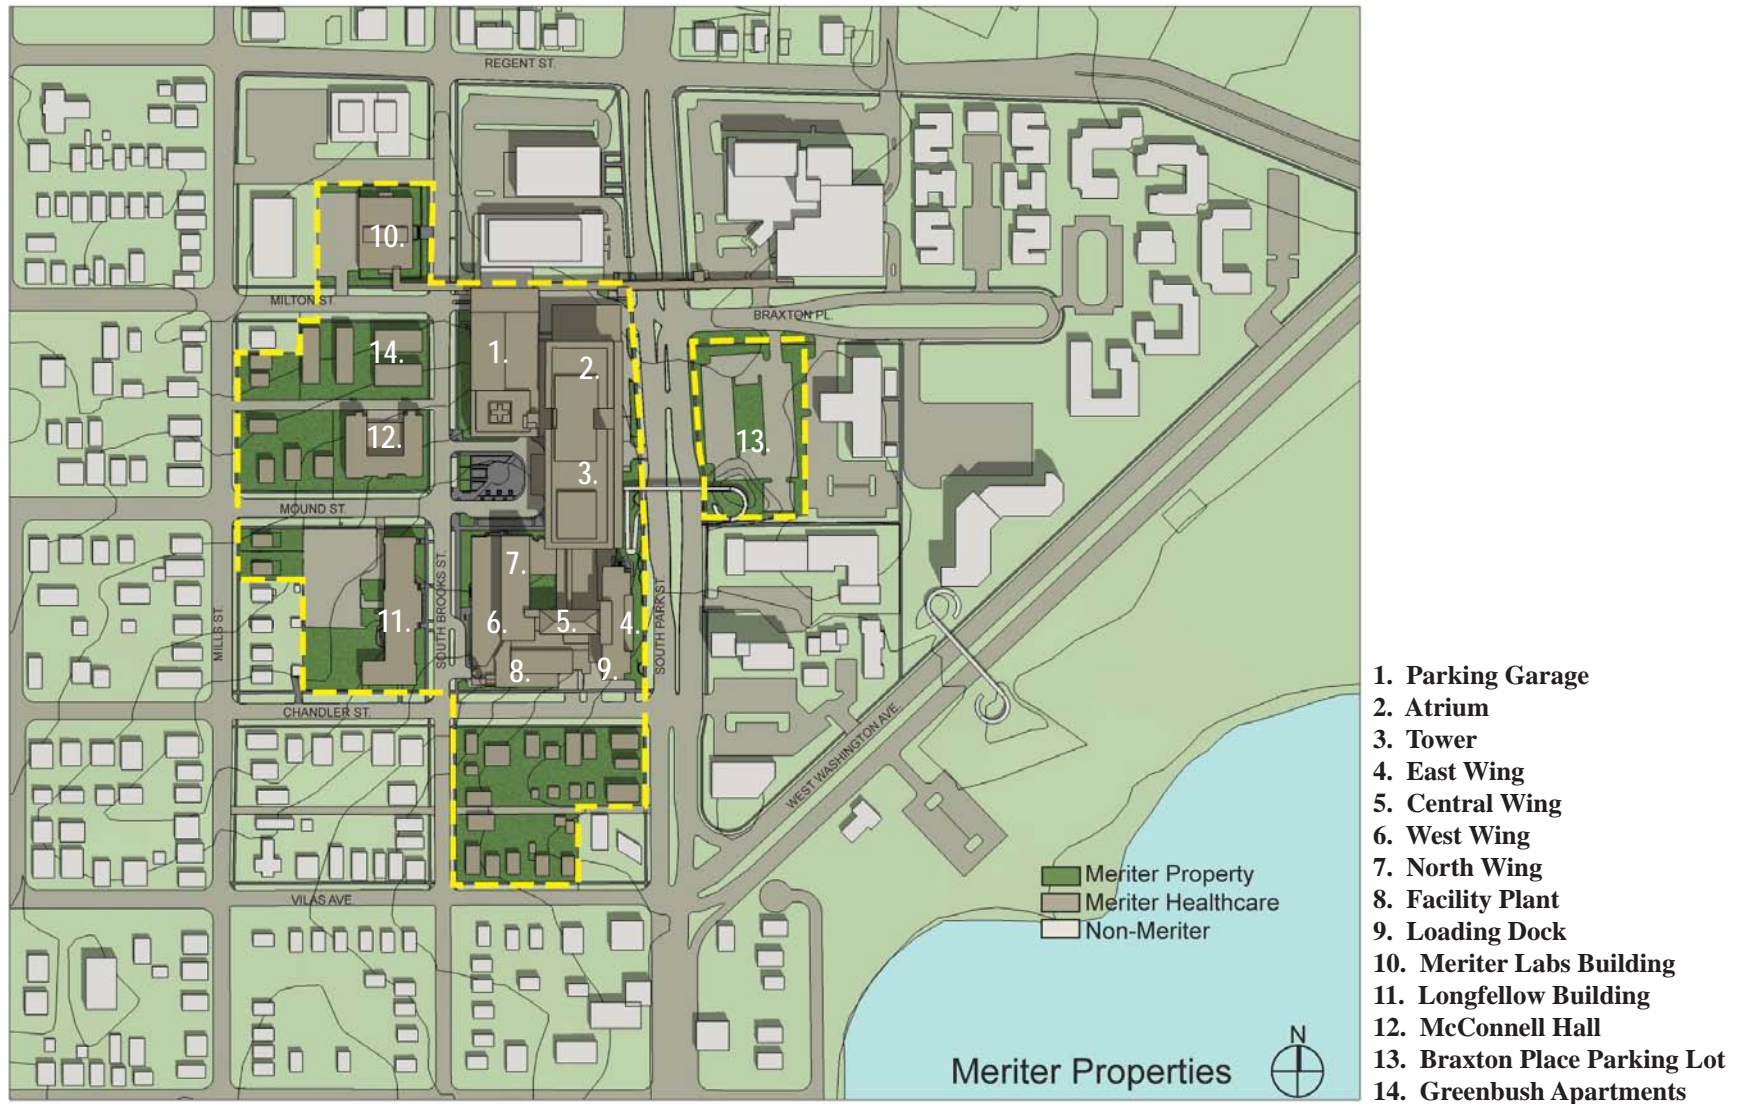 REGENT ST.
10.
MILTON ST.
BRAXTON PL.
1.
14.
2.
12.
13.
3.
MOUND ST.
7.
SOUTH BROOKS ST.
MILLS ST.
SOUTH PARK ST.
11.
6.
5.
4.
8.
9.
CHANDLER ST.
WEST WASHINGTON AVE.
VILAS AVE.
Meriter Property
Meriter Healthcare
Non-Meriter
N
Meriter Properties
1. Parking Garage
2. Atrium
3. Tower
4. East Wing
5. Central Wing
6. West Wing
7. North Wing
8. Facility Plant
9. Loading Dock
10. Meriter Labs Building
11. Longfellow Building
12. McConnell Hall
13. Braxton Place Parking Lot
14. Greenbush Apartments